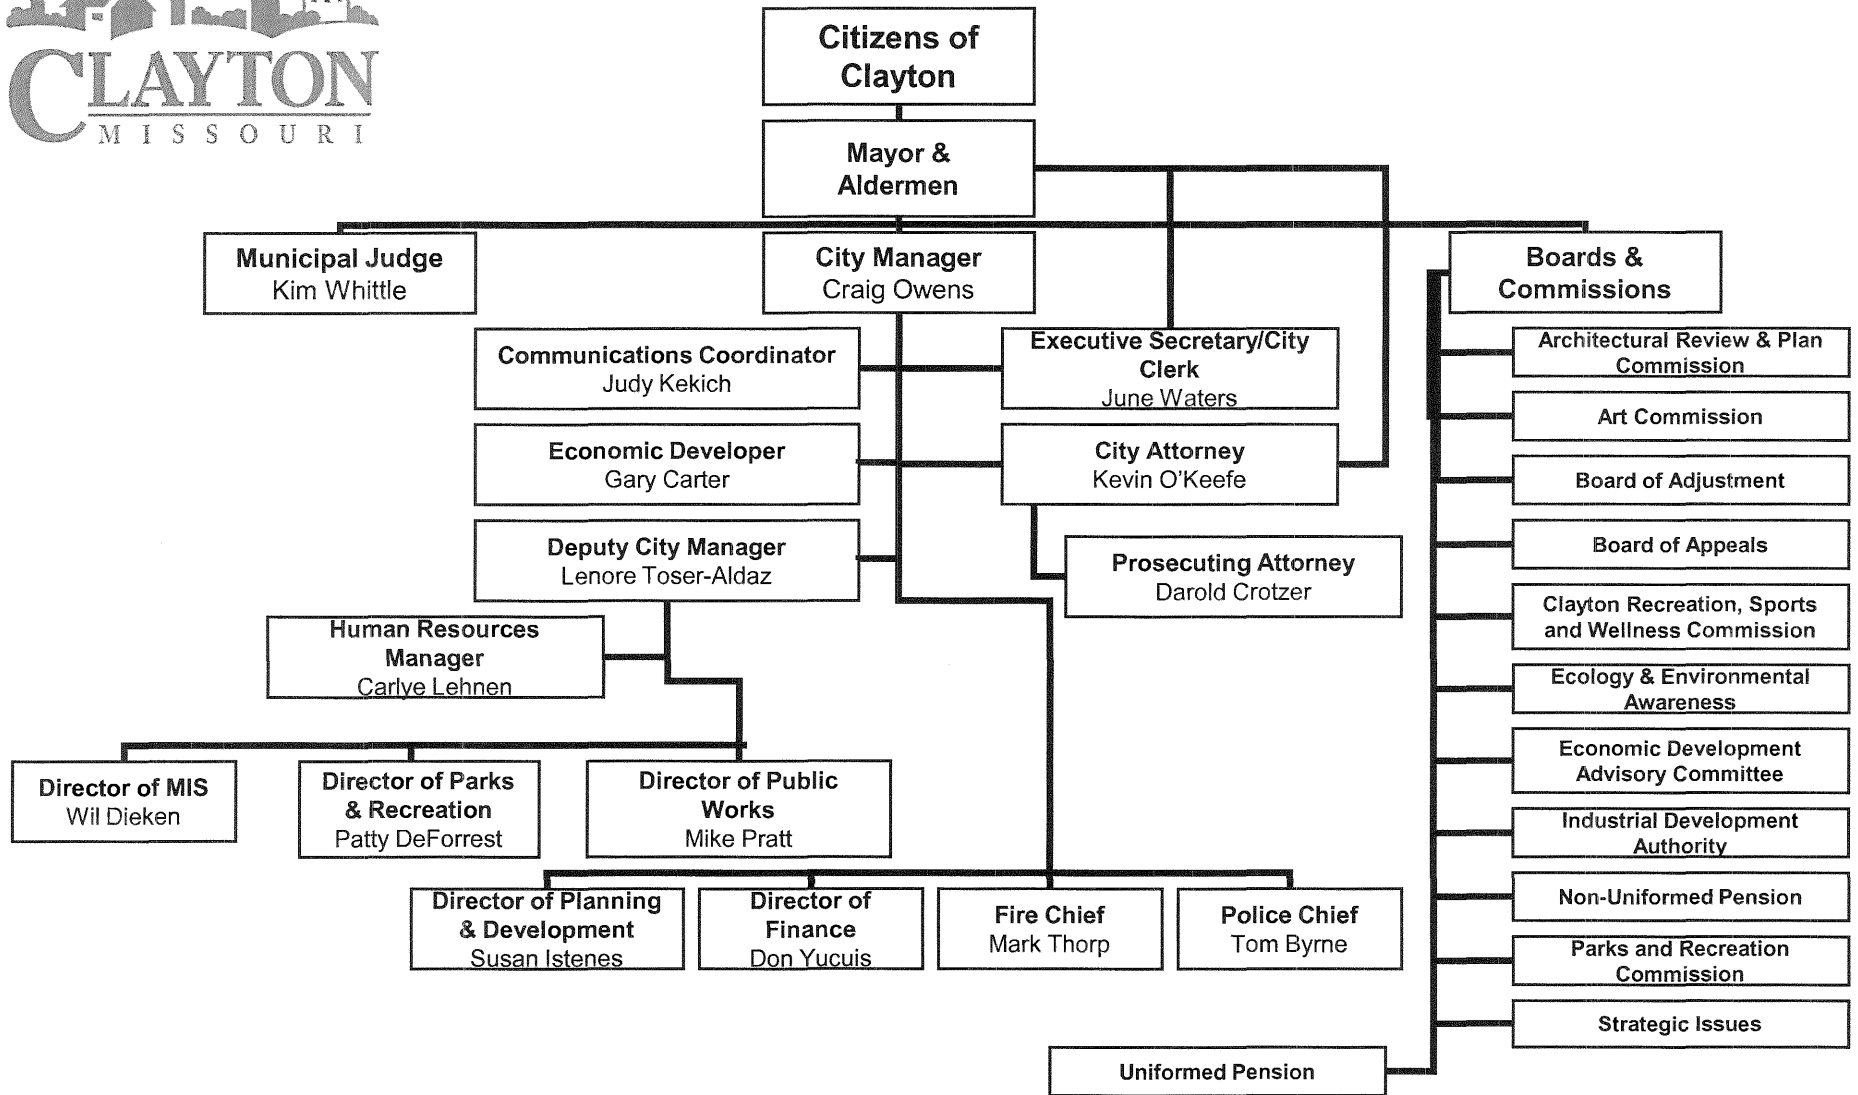 CLAYTON
MISSOURI
Citizens of
Clayton
Mayor &
Aldermen
Municipal Judge
Kim Whittle
City Manager
Craig Owens
Boards &
Commissions
Communications Coordinator
Judy Kekich
Executive Secretary/City
Clerk
June Waters
Economic Developer
Gary Carter
City Attorney
Kevin O'Keefe
Deputy City Manager
Lenore Toser-Aldaz
Prosecuting Attorney
Darold Crotzer
Human Resources
Manager
Carlye Lehnen
Director of MIS
Wil Dieken
Director of Parks
& Recreation
Patty DeForrest
Director of Public
Works
Mike Pratt
Director of Planning
& Development
Susan Istenes
Director of
Finance
Don Yucuis
Fire Chief
Mark Thorp
Police Chief
Tom Byrne
Architectural Review & Plan
Commission
Art Commission
Board of Adjustment
Board of Appeals
Clayton Recreation, Sports
and Wellness Commission
Ecology & Environmental
Awareness
Economic Development
Advisory Committee
Industrial Development
Authority
Non-Uniformed Pension
Parks and Recreation
Commission
Strategic Issues
Uniformed Pension